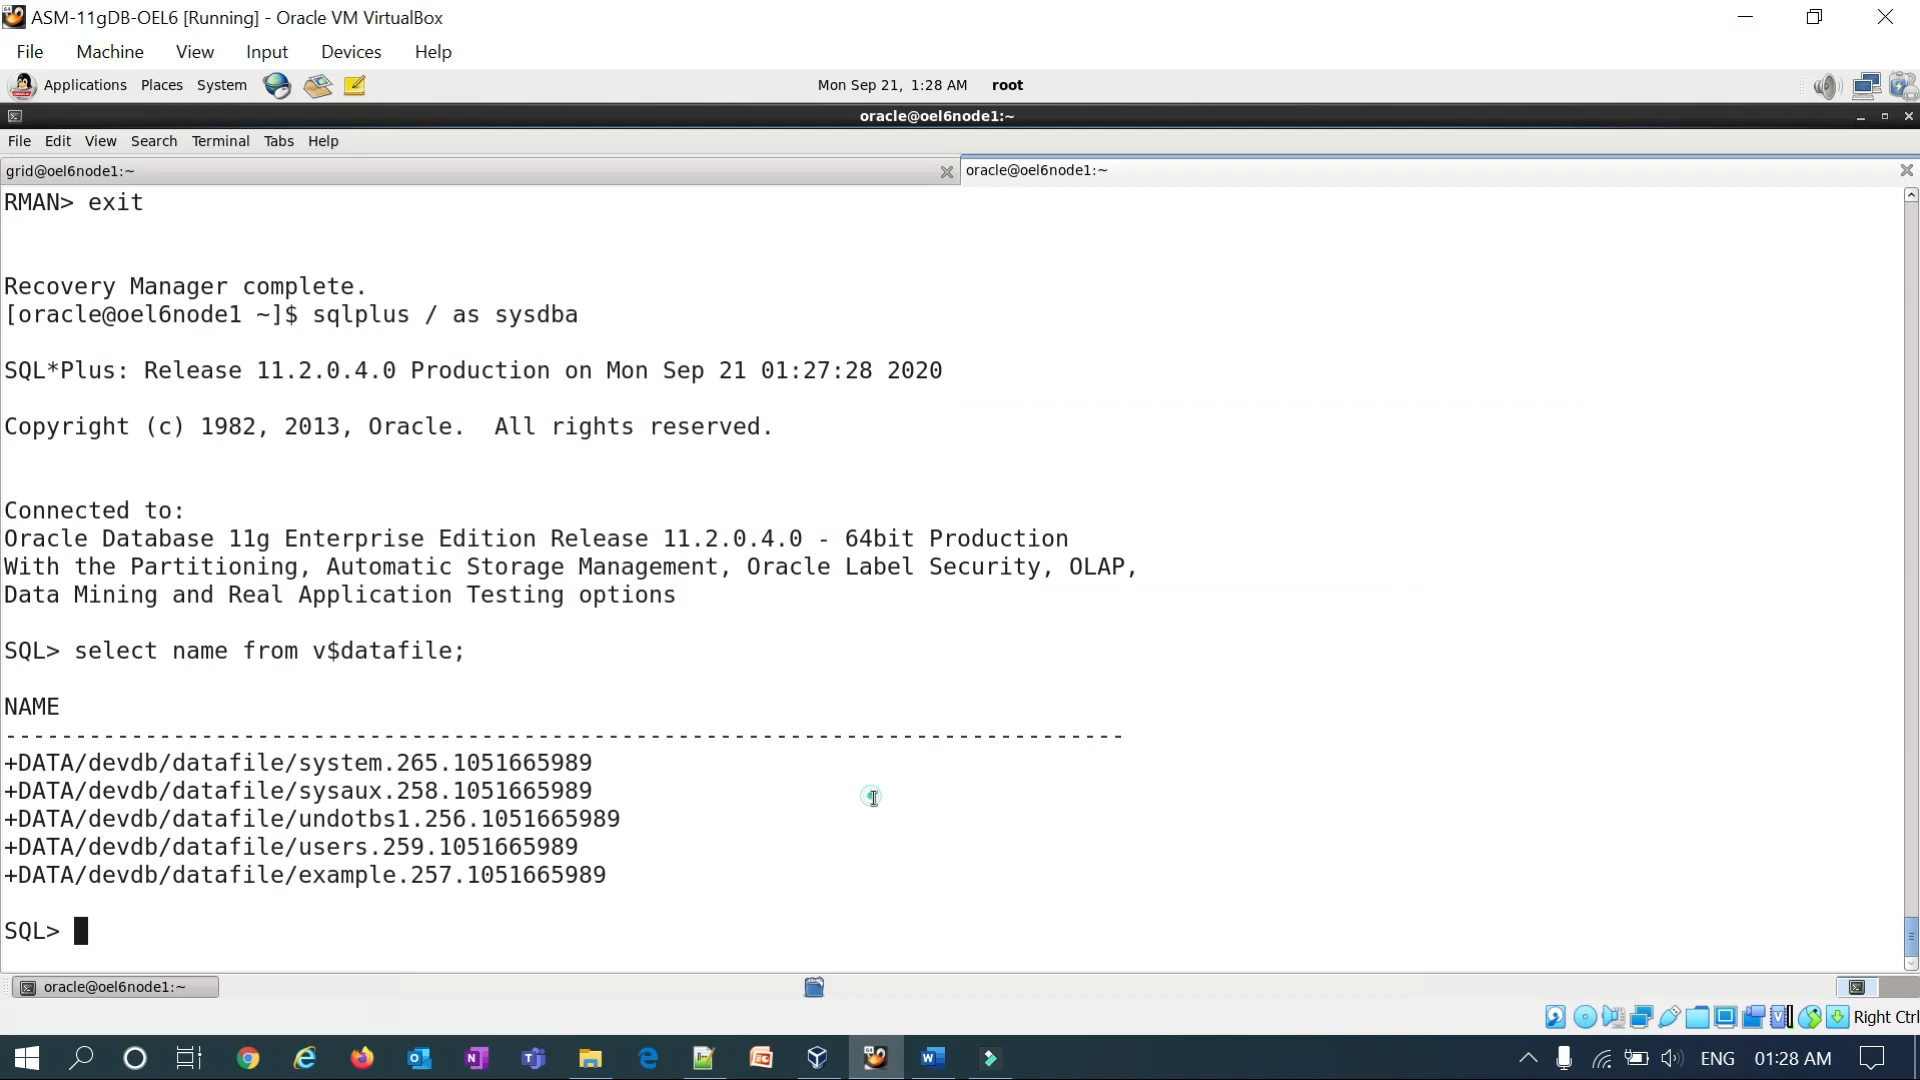 ASM-11gDB-OEL6 [Running] - Oracle VM VirtualBox
File Machine View Input Devices Help
Applications Places System Mon Sep 21, 1:28 AM root
oracle@oel6node1:~
File Edit View Search Terminal Tabs Help
grid@oel6node1:~ oracle@oel6node1:~
RMAN> exit
Recovery Manager complete.
[oracle@oel6node1 ~]$ sqlplus / as sysdba
SQL*Plus: Release 11.2.0.4.0 Production on Mon Sep 21 01:27:28 2020
Copyright (c) 1982, 2013, Oracle.  All rights reserved.
Connected to:
Oracle Database 11g Enterprise Edition Release 11.2.0.4.0 - 64bit Production
With the Partitioning, Automatic Storage Management, Oracle Label Security, OLAP,
Data Mining and Real Application Testing options
SQL> select name from v$datafile;
NAME
--------------------------------------------------------------------------------
+DATA/devdb/datafile/system.265.1051665989
+DATA/devdb/datafile/sysaux.258.1051665989
+DATA/devdb/datafile/undotbs1.256.1051665989
+DATA/devdb/datafile/users.259.1051665989
+DATA/devdb/datafile/example.257.1051665989
SQL>
oracle@oel6node1:~
Right Ctrl
ENG 01:28 AM